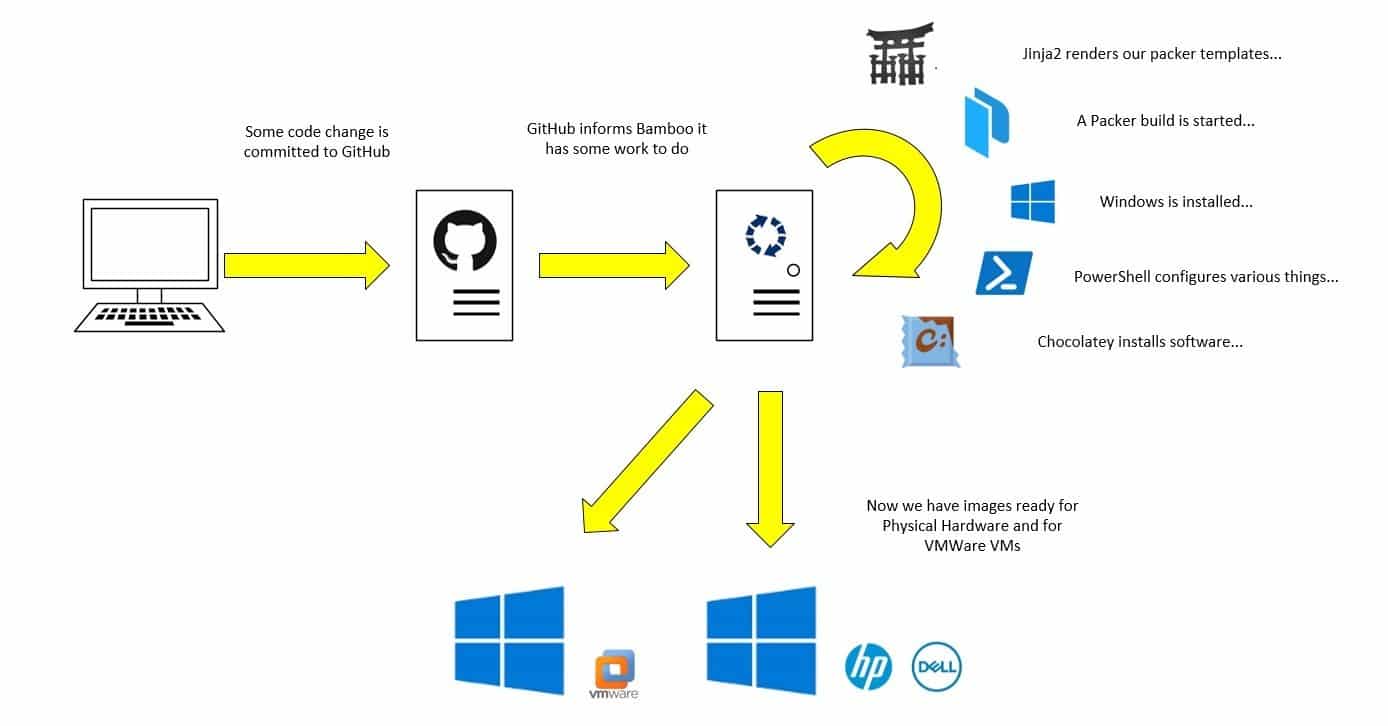 Jinja2 renders our packer templates...
Some code change is
committed to GitHub
GitHub informs Bamboo it
has some work to do
A Packer build is started...
Windows is installed...
PowerShell configures various things...
C:
Chocolatey installs software...
Now we have images ready for
Physical Hardware and for
VMWare VMs
vmware
hp
DELL